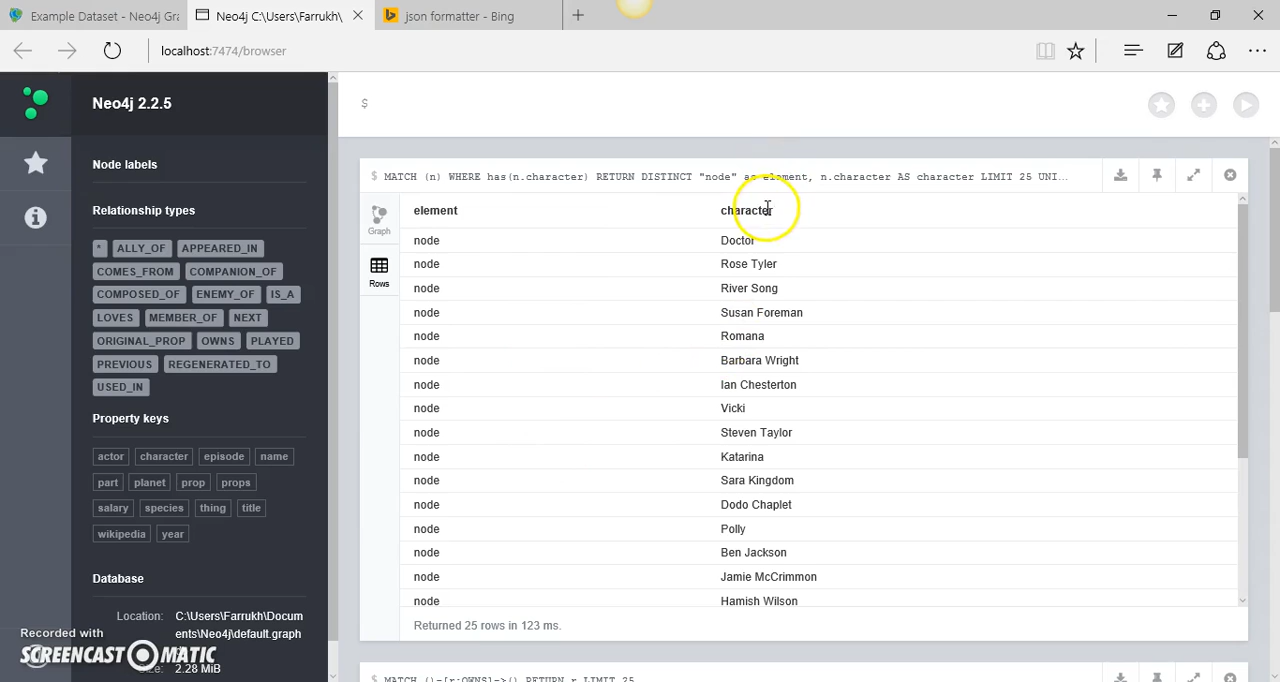 Example Dataset - Neo4j Gra
Neo4j C:\Users\Farrukh\
json formatter - Bing
localhost:7474/browser
Neo4j 2.2.5
Node labels
Relationship types
*
ALLY_OF
APPEARED_IN
COMES_FROM
COMPANION_OF
COMPOSED_OF
ENEMY_OF
IS_A
LOVES
MEMBER_OF
NEXT
ORIGINAL_PROP
OWNS
PLAYED
PREVIOUS
REGENERATED_TO
USED_IN
Property keys
actor
character
episode
name
part
planet
prop
props
salary
species
thing
title
wikipedia
year
Database
Location:
C:\Users\Farrukh\Docum
ents\Neo4j\default.graph
Size:
2.28 MiB
Recorded with
SCREENCAST MATIC
$
$ MATCH (n) WHERE has(n.character) RETURN DISTINCT "node" as element, n.character AS character LIMIT 25 UNI...
Graph
Rows
element character
node Doctor
node Rose Tyler
node River Song
node Susan Foreman
node Romana
node Barbara Wright
node Ian Chesterton
node Vicki
node Steven Taylor
node Katarina
node Sara Kingdom
node Dodo Chaplet
node Polly
node Ben Jackson
node Jamie McCrimmon
node Hamish Wilson
Returned 25 rows in 123 ms.
$ MATCH ()-[r:OWNS]->() RETURN r LIMIT 25